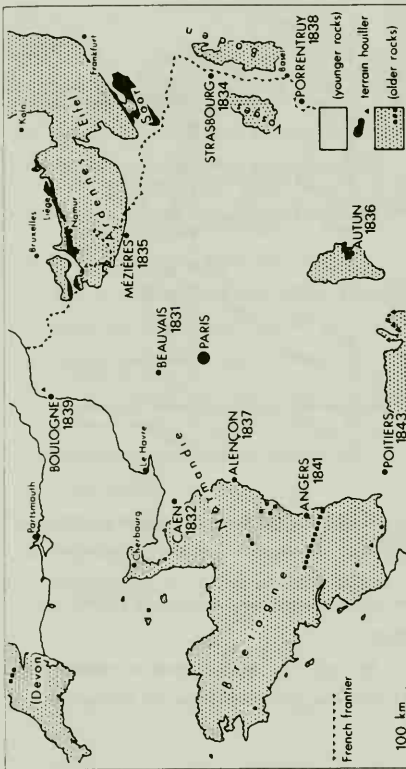 (Devon)
Portsmouth
Bruxelles
Koln
Frankfurt
Liège
Namur
Eifel
Ardennes
Saar
BOULOGNE
1839
MÉZIÈRES
1835
STRASBOURG
1834
Vosges
Basel
PORRENTRUY
1838
Cherbourg
Le Havre
BEAUVAIS
1831
PARIS
CAEN
1832
Normandie
ALENÇON
1837
Bretagne
ANGERS
1841
AUTUN
1836
POITIERS
1843
French frontier
100 km
(younger rocks)
terrain houiller
(older rocks)